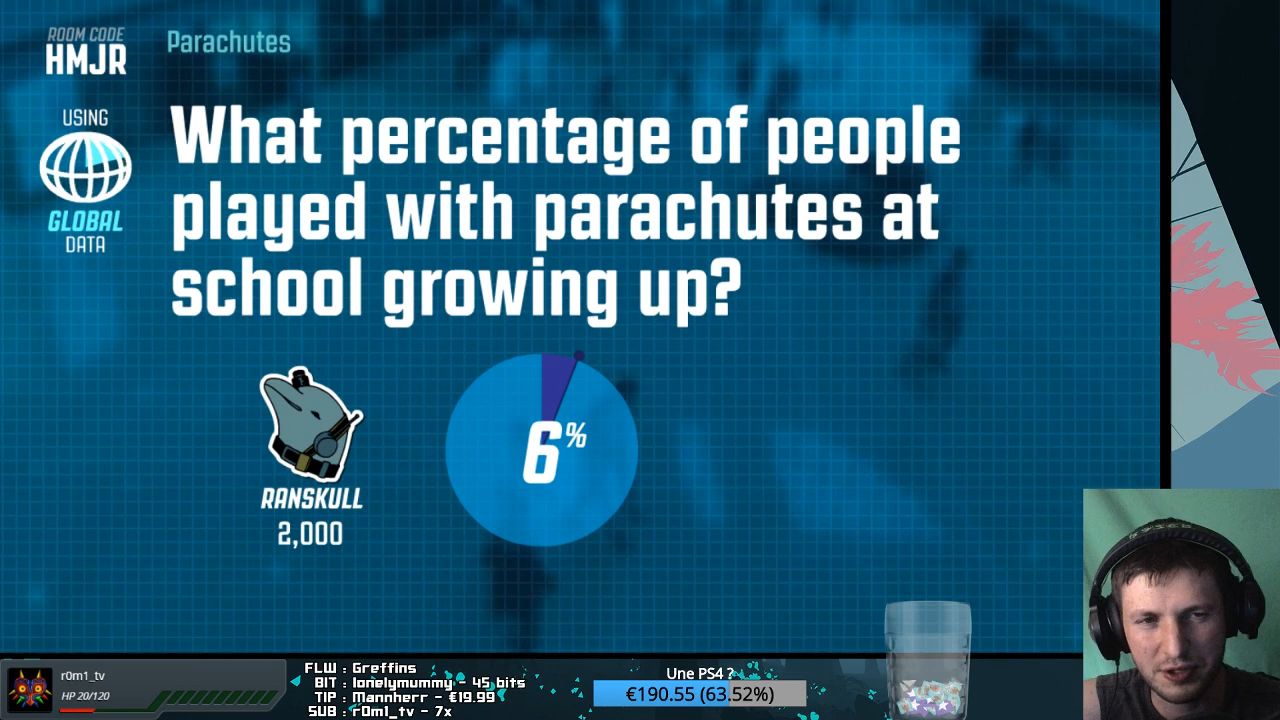 ROOM CODE
HMJR
Parachutes
USING
GLOBAL
DATA
What percentage of people
played with parachutes at
school growing up?
6%
RANSKULL
2,000
r0m1_tv
HP 20/120
FLW : Greffins
BIT : lonelymummy - 45 bits
TIP : Mannherr - €19.99
SUB : r0m1_tv - 7x
Une PS4 ?
€190.55 (63.52%)